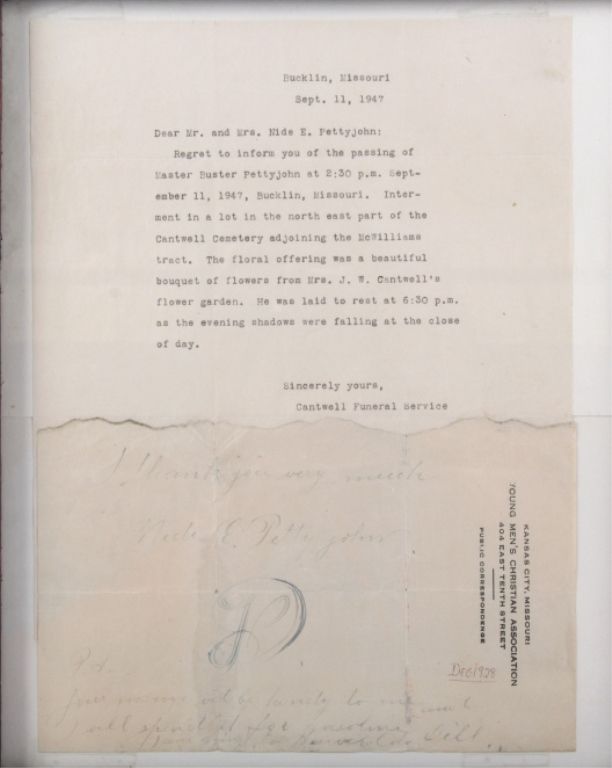 Bucklin, Missouri
Sept. 11, 1947
Dear Mr. and Mrs. Nide E. Pettyjohn:
Regret to inform you of the passing of
Master Buster Pettyjohn at 2:30 p.m. Sept-
ember 11, 1947, Bucklin, Missouri. Inter-
ment in a lot in the north east part of the
Cantwell Cemetery adjoining the McWilliams
tract. The floral offering was a beautiful
bouquet of flowers from Mrs. J. W. Cantwell's
flower garden. He was laid to rest at 6:30 p.m.
as the evening shadows were falling at the close
of day.
Sincerely yours,
Cantwell Funeral Service
I thank you very much
E. Pettyjohn
KANSAS CITY, MISSOURI
YOUNG MEN'S CHRISTIAN ASSOCIATION
404 EAST TENTH STREET
PUBLIC CORRESPONDENCE
Dec 1928